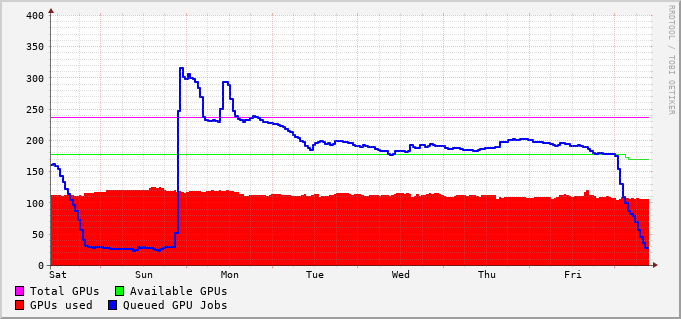 400
350
300
250
200
150
100
50
0
Sat Sun Mon Tue Wed Thu Fri
Total GPUs Available GPUs
GPUs used Queued GPU Jobs
RRDTOOL / TOBI OETIKER